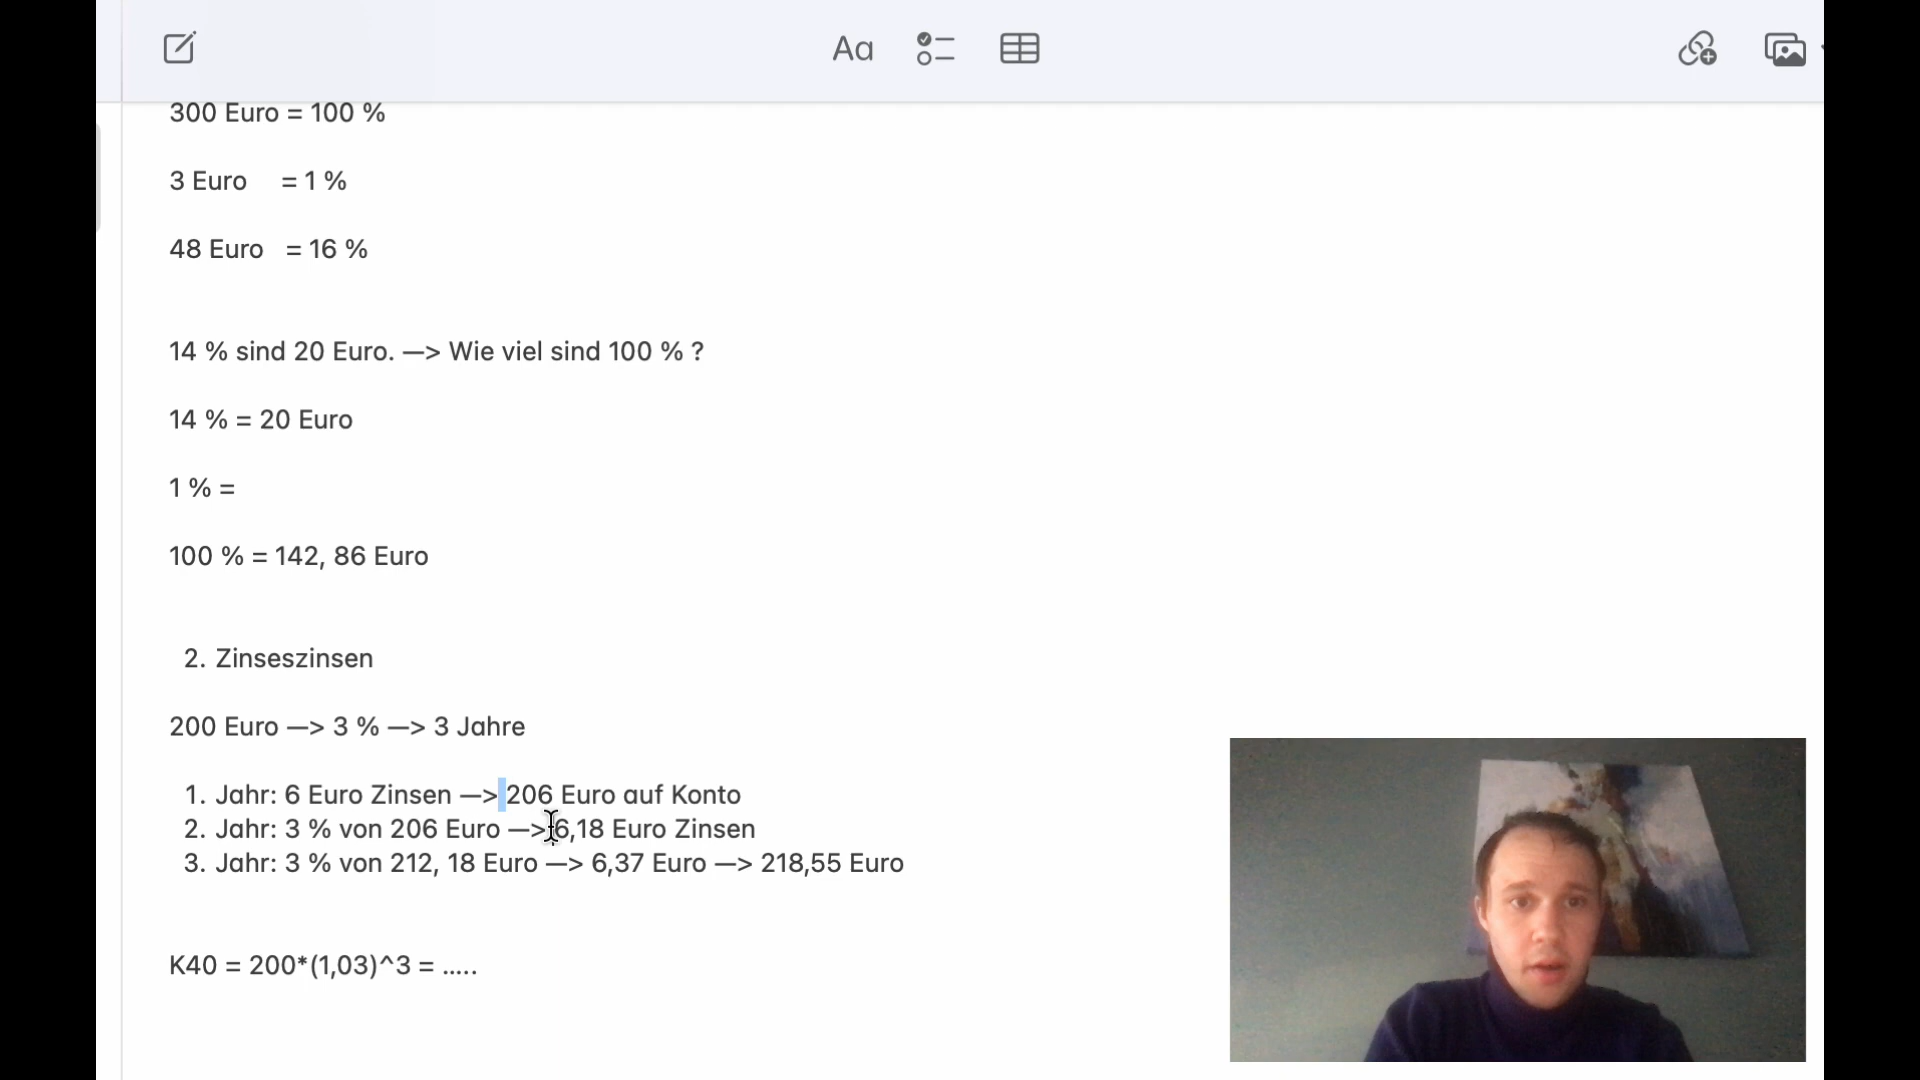 Aa
300 Euro = 100 %
3 Euro = 1 %
48 Euro = 16 %
14 % sind 20 Euro. —> Wie viel sind 100 % ?
14 % = 20 Euro
1 % =
100 % = 142, 86 Euro
2. Zinseszinsen
200 Euro —> 3 % —> 3 Jahre
1. Jahr: 6 Euro Zinsen —> 206 Euro auf Konto
2. Jahr: 3 % von 206 Euro —> 6,18 Euro Zinsen
3. Jahr: 3 % von 212, 18 Euro —> 6,37 Euro —> 218,55 Euro
K40 = 200*(1,03)^3 = .....